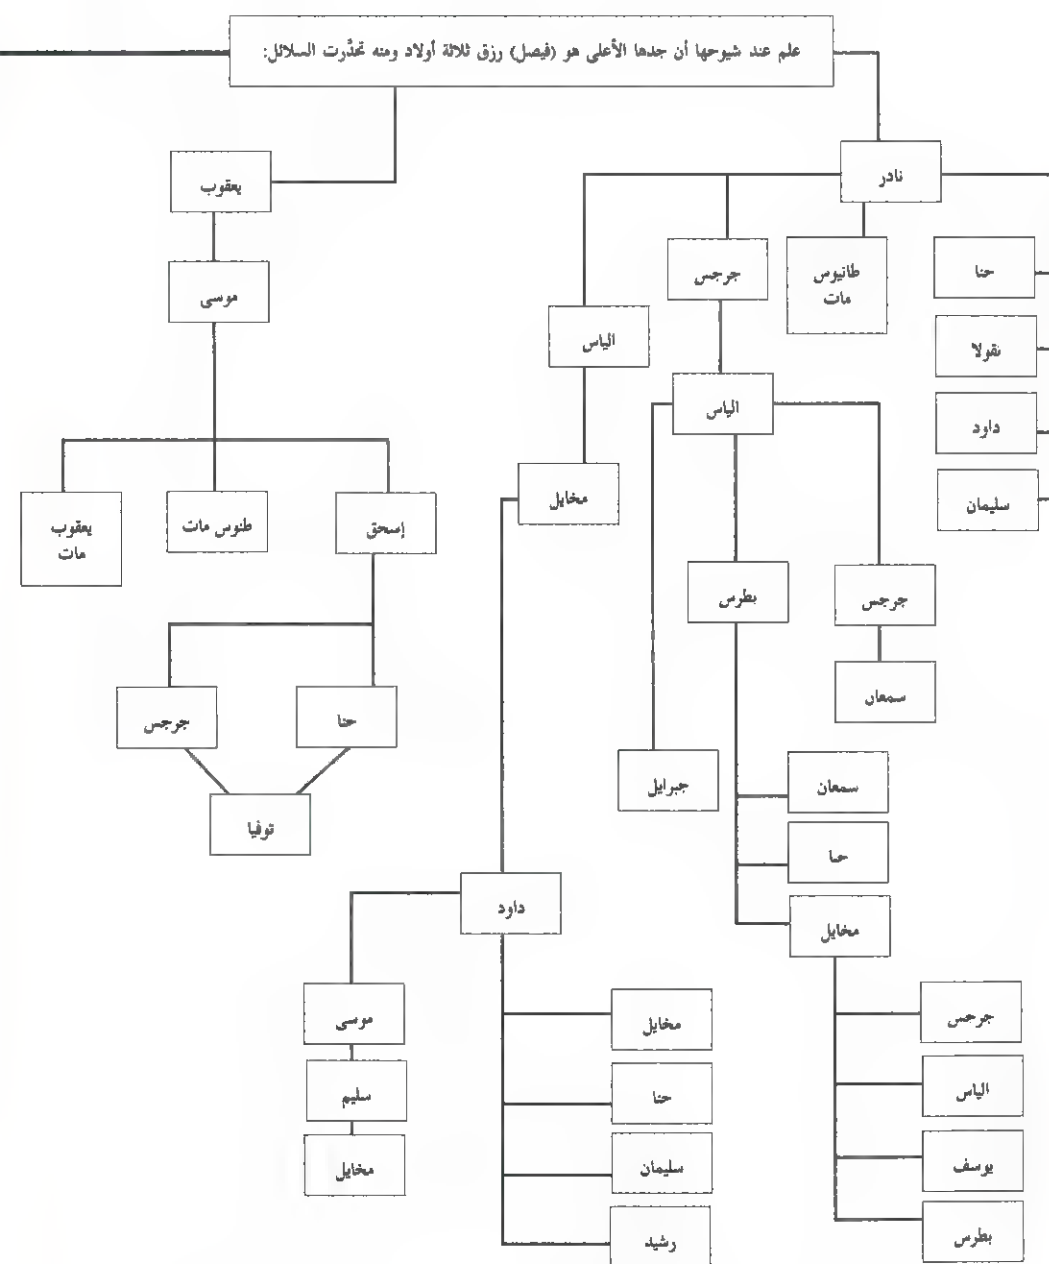 علم عند شيوحها أن جدها الأعلى هو (فيصل) رزق ثلاثة أولاد ومنه تحدَّرت السلائل:
نادر
يعقوب
حنا
طانيوس
مات
جرجس
موسى
الياس
نقولا
الياس
داود
مخايل
سليمان
إسحق
طنوس مات
يعقوب
مات
جرجس
بطرس
سمعان
حنا
جرجس
سمعان
جبرايل
توفيا
حنا
داود
مخايل
موسى
مخايل
جرجس
سليم
حنا
الياس
مخايل
سليمان
يوسف
رشيد
بطرس